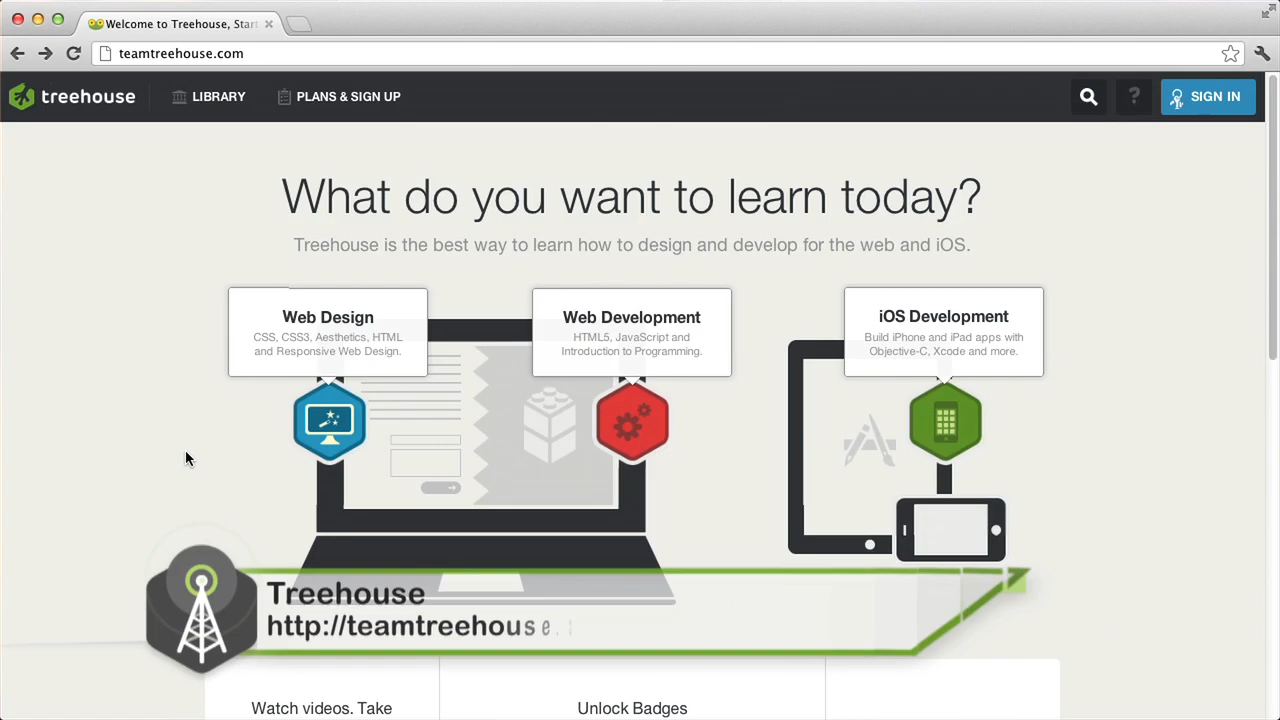 Welcome to Treehouse, Start
teamtreehouse.com
treehouse
LIBRARY
PLANS & SIGN UP
?
SIGN IN
What do you want to learn today?
Treehouse is the best way to learn how to design and develop for the web and iOS.
Web Design
CSS, CSS3, Aesthetics, HTML
and Responsive Web Design.
Web Development
HTML5, JavaScript and
Introduction to Programming.
iOS Development
Build iPhone and iPad apps with
Objective-C, Xcode and more.
Treehouse
http://teamtreehouse.
Watch videos. Take
Unlock Badges